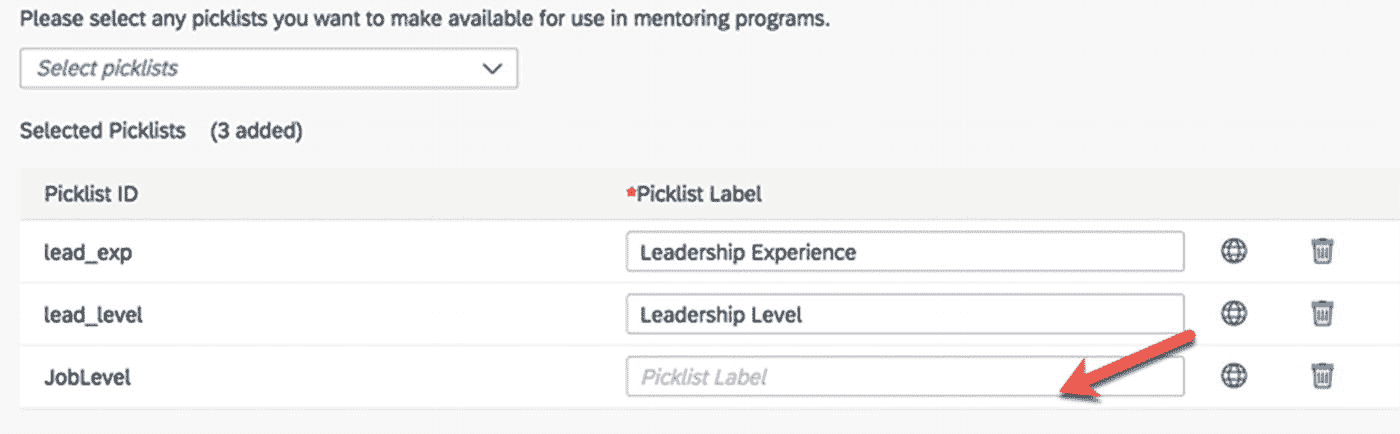 Please select any picklists you want to make available for use in mentoring programs.
Select picklists
Selected Picklists (3 added)
Picklist ID *Picklist Label
lead_exp Leadership Experience
lead_level Leadership Level
JobLevel Picklist Label